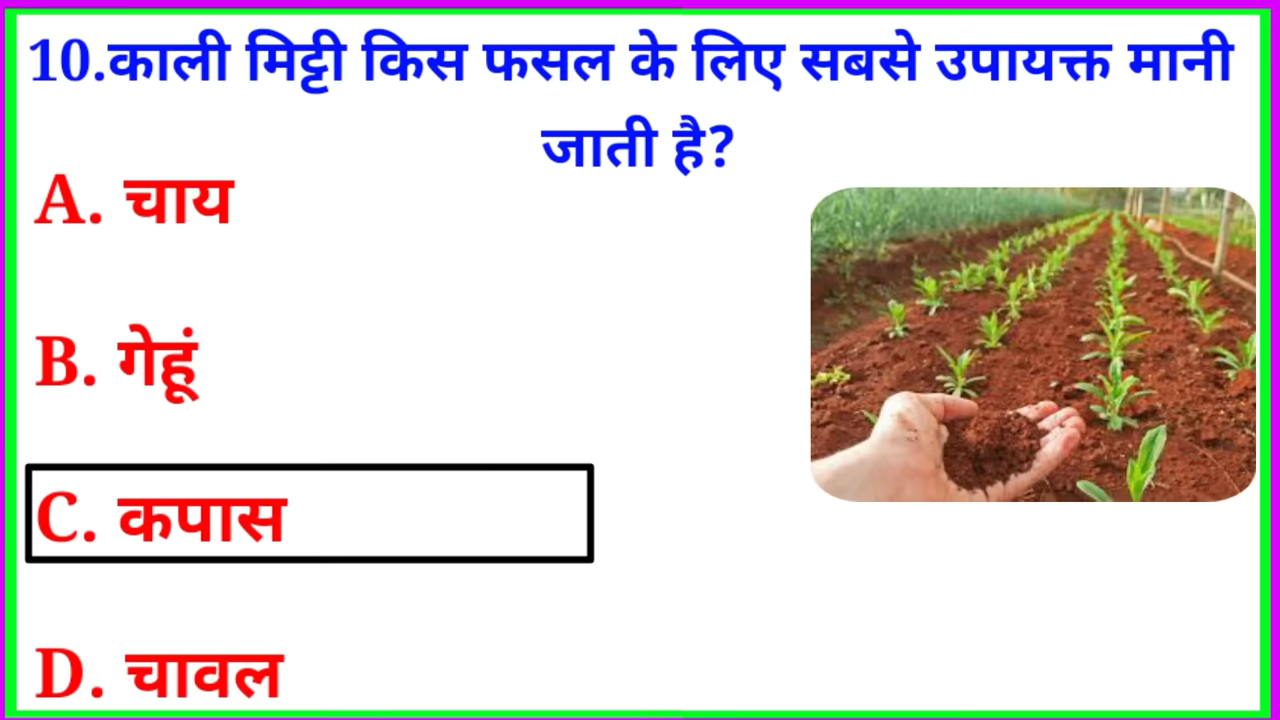 10.काली मिट्टी किस फसल के लिए सबसे उपायक्त मानी
जाती है?
A. चाय
B. गेहूं
C. कपास
D. चावल